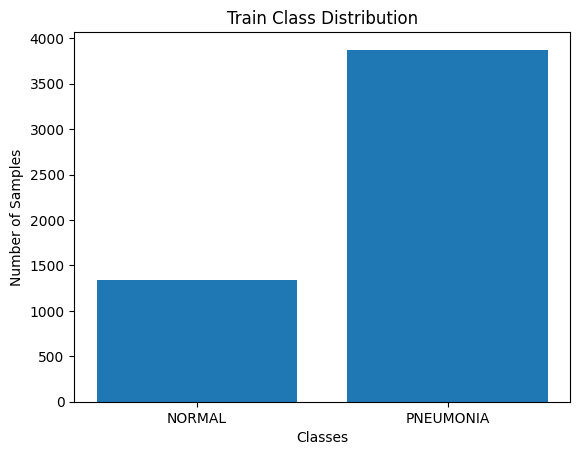 Train Class Distribution
Number of Samples
4000
3500
3000
2500
2000
1500
1000
500
0
NORMAL PNEUMONIA
Classes